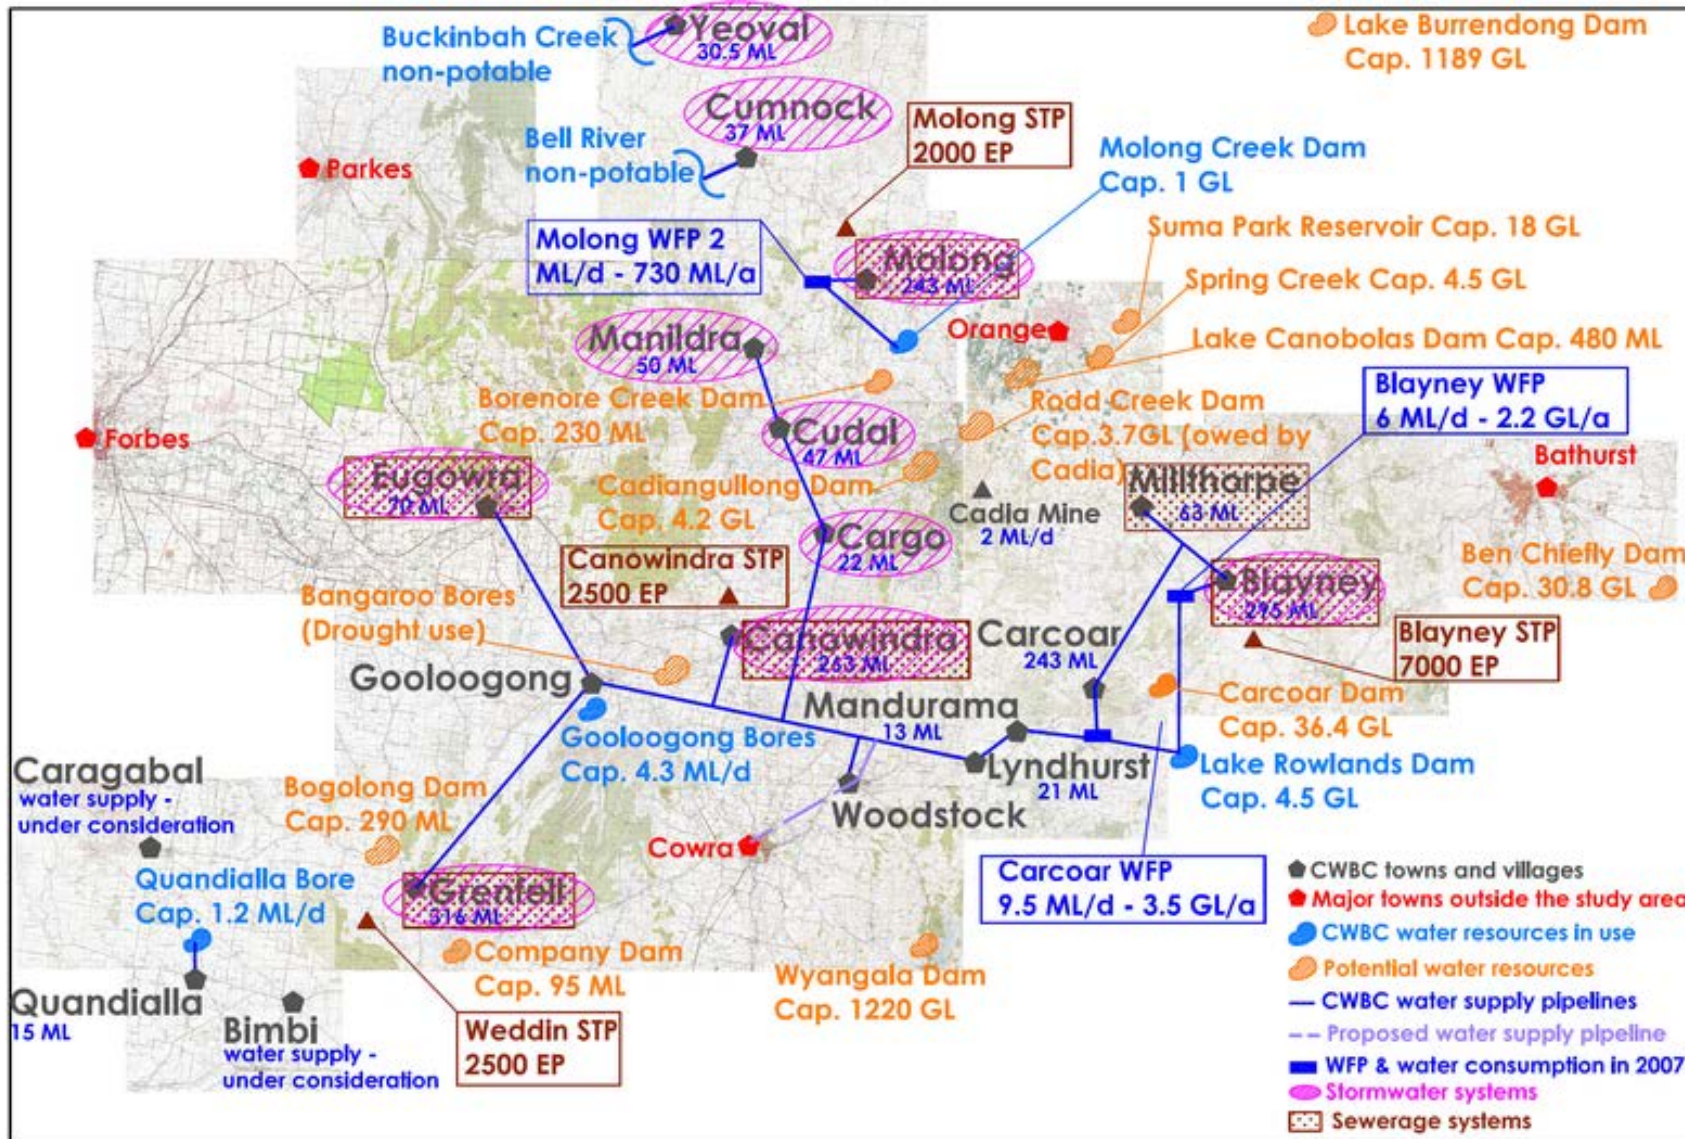 Buckinbah Creek
non-potable
Yeoval
30.5 ML
Lake Burrendong Dam
Cap. 1189 GL
Cumnock
37 ML
Bell River
non-potable
Molong STP
2000 EP
Molong Creek Dam
Cap. 1 GL
Parkes
Suma Park Reservoir Cap. 18 GL
Molong WFP 2
ML/d - 730 ML/a
Molong
243 ML
Spring Creek Cap. 4.5 GL
Orange
Lake Canobolas Dam Cap. 480 ML
Manildra
50 ML
Blayney WFP
6 ML/d - 2.2 GL/a
Borenore Creek Dam
Cap. 230 ML
Rodd Creek Dam
Cap.3.7GL (owed by
Cadia)
Forbes
Cudal
47 ML
Bathurst
Eugowra
70 ML
Cadiangullong Dam
Cap. 4.2 GL
Millthorpe
63 ML
Cadia Mine
2 ML/d
Cargo
22 ML
Canowindra STP
2500 EP
Ben Chiefly Dam
Cap. 30.8 GL
Blayney
295 ML
Bangaroo Bores
(Drought use)
Canowindra
263 ML
Carcoar
243 ML
Blayney STP
7000 EP
Gooloogong
Mandurama
13 ML
Carcoar Dam
Cap. 36.4 GL
Gooloogong Bores
Cap. 4.3 ML/d
Lyndhurst
21 ML
Lake Rowlands Dam
Cap. 4.5 GL
Caragabal
water supply -
under consideration
Bogolong Dam
Cap. 290 ML
Woodstock
Cowra
Quandialla Bore
Cap. 1.2 ML/d
Grenfell
316 ML
Carcoar WFP
9.5 ML/d - 3.5 GL/a
Company Dam
Cap. 95 ML
Wyangala Dam
Cap. 1220 GL
Quandialla
15 ML
Bimbi
water supply -
under consideration
Weddin STP
2500 EP
CWBC towns and villages
Major towns outside the study area
CWBC water resources in use
Potential water resources
CWBC water supply pipelines
Proposed water supply pipeline
WFP & water consumption in 2007
Stormwater systems
Sewerage systems